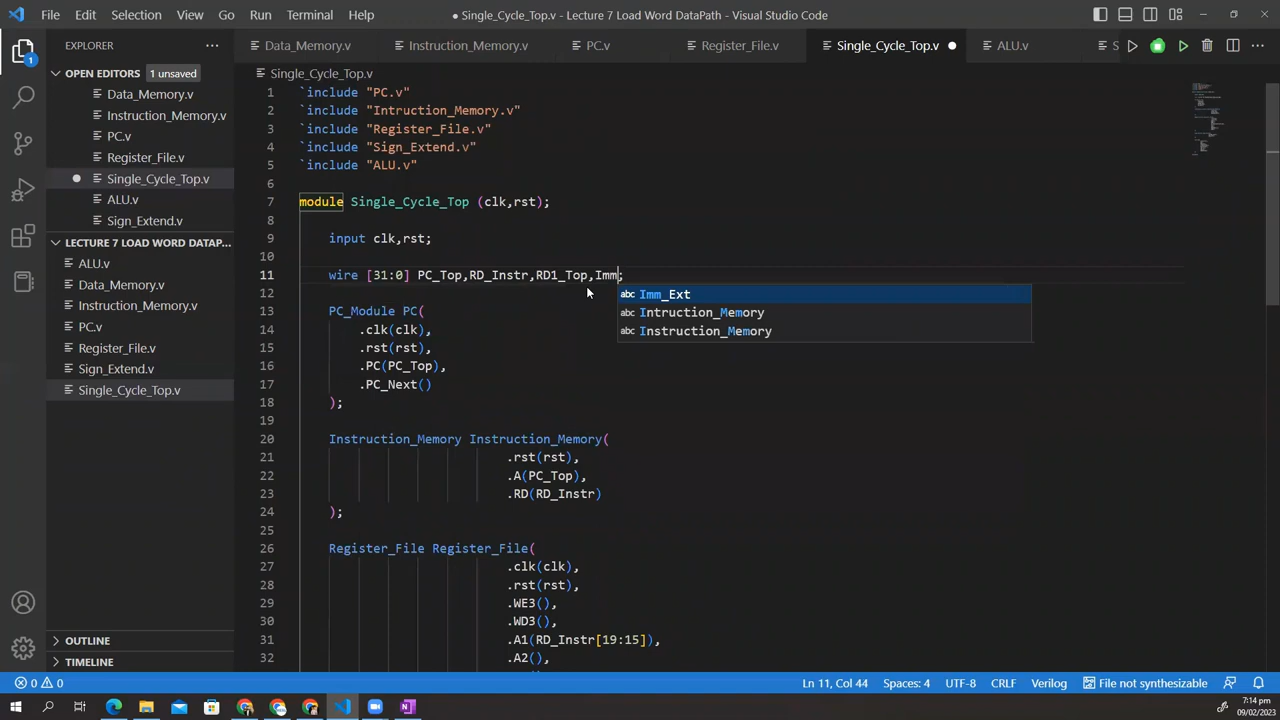 File Edit Selection View Go Run Terminal Help
● Single_Cycle_Top.v - Lecture 7 Load Word DataPath - Visual Studio Code
EXPLORER
Data_Memory.v Instruction_Memory.v PC.v Register_File.v Single_Cycle_Top.v ALU.v S
OPEN EDITORS 1 unsaved
Data_Memory.v
Instruction_Memory.v
PC.v
Register_File.v
Single_Cycle_Top.v
ALU.v
Sign_Extend.v
LECTURE 7 LOAD WORD DATAP...
ALU.v
Data_Memory.v
Instruction_Memory.v
PC.v
Register_File.v
Sign_Extend.v
Single_Cycle_Top.v
OUTLINE
TIMELINE
1
Single_Cycle_Top.v
1 `include "PC.v"
2 `include "Intruction_Memory.v"
3 `include "Register_File.v"
4 `include "Sign_Extend.v"
5 `include "ALU.v"
6
7 module Single_Cycle_Top (clk,rst);
8
9 input clk,rst;
10
11 wire [31:0] PC_Top,RD_Instr,RD1_Top,Imm;
abc Imm_Ext
abc Intruction_Memory
abc Instruction_Memory
12
13 PC_Module PC(
14 .clk(clk),
15 .rst(rst),
16 .PC(PC_Top),
17 .PC_Next()
18 );
19
20 Instruction_Memory Instruction_Memory(
21 .rst(rst),
22 .A(PC_Top),
23 .RD(RD_Instr)
24 );
25
26 Register_File Register_File(
27 .clk(clk),
28 .rst(rst),
29 .WE3(),
30 .WD3(),
31 .A1(RD_Instr[19:15]),
32 .A2(),
0 0 Ln 11, Col 44 Spaces: 4 UTF-8 CRLF Verilog File not synthesizable
7:14 pm
09/02/2023